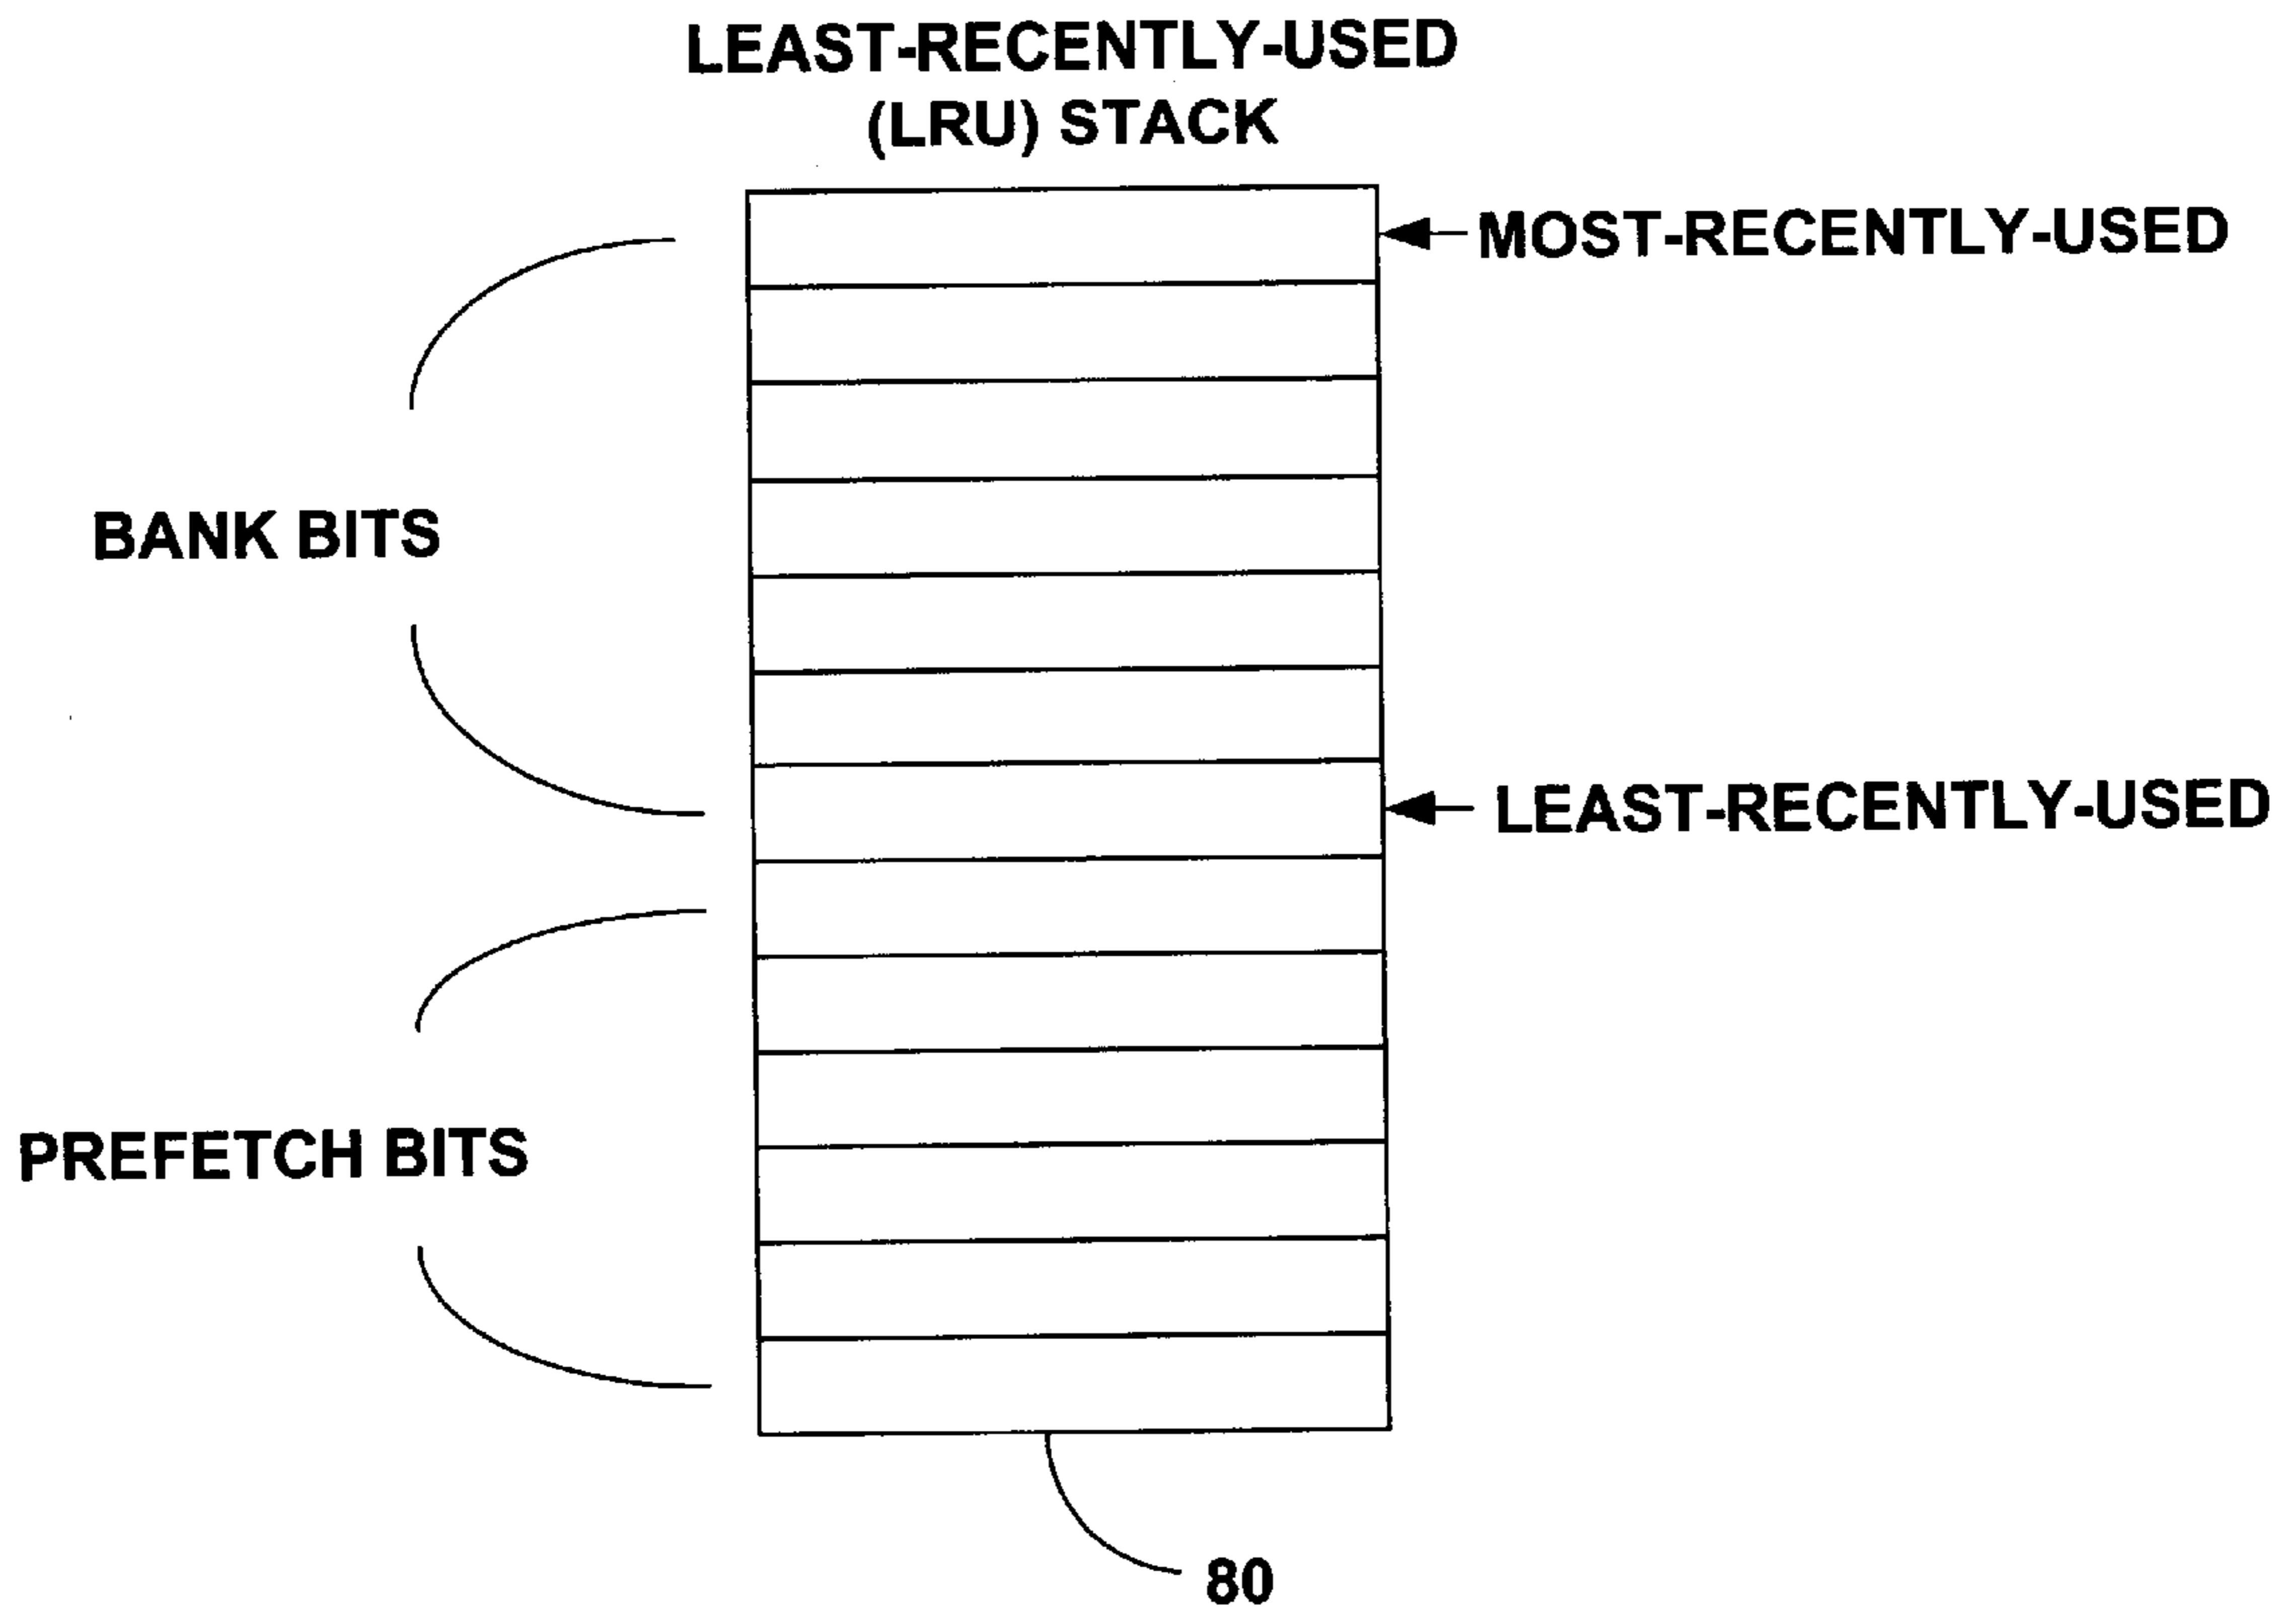 LEAST-RECENTLY-USED
(LRU) STACK
MOST-RECENTLY-USED
BANK BITS
LEAST-RECENTLY-USED
PREFETCH BITS
80